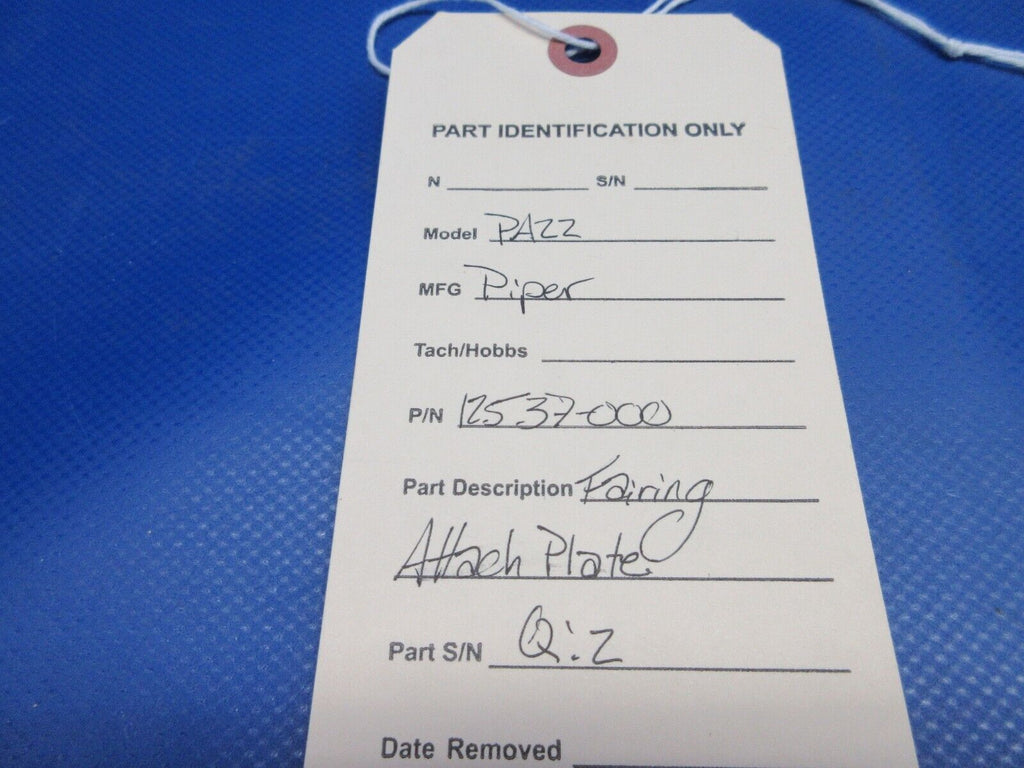 PART IDENTIFICATION ONLY
N S/N
Model PA22
MFG Piper
Tach/Hobbs
P/N 12537-000
Part Description Fairing
Attach Plate
Part S/N Q:2
Date Removed